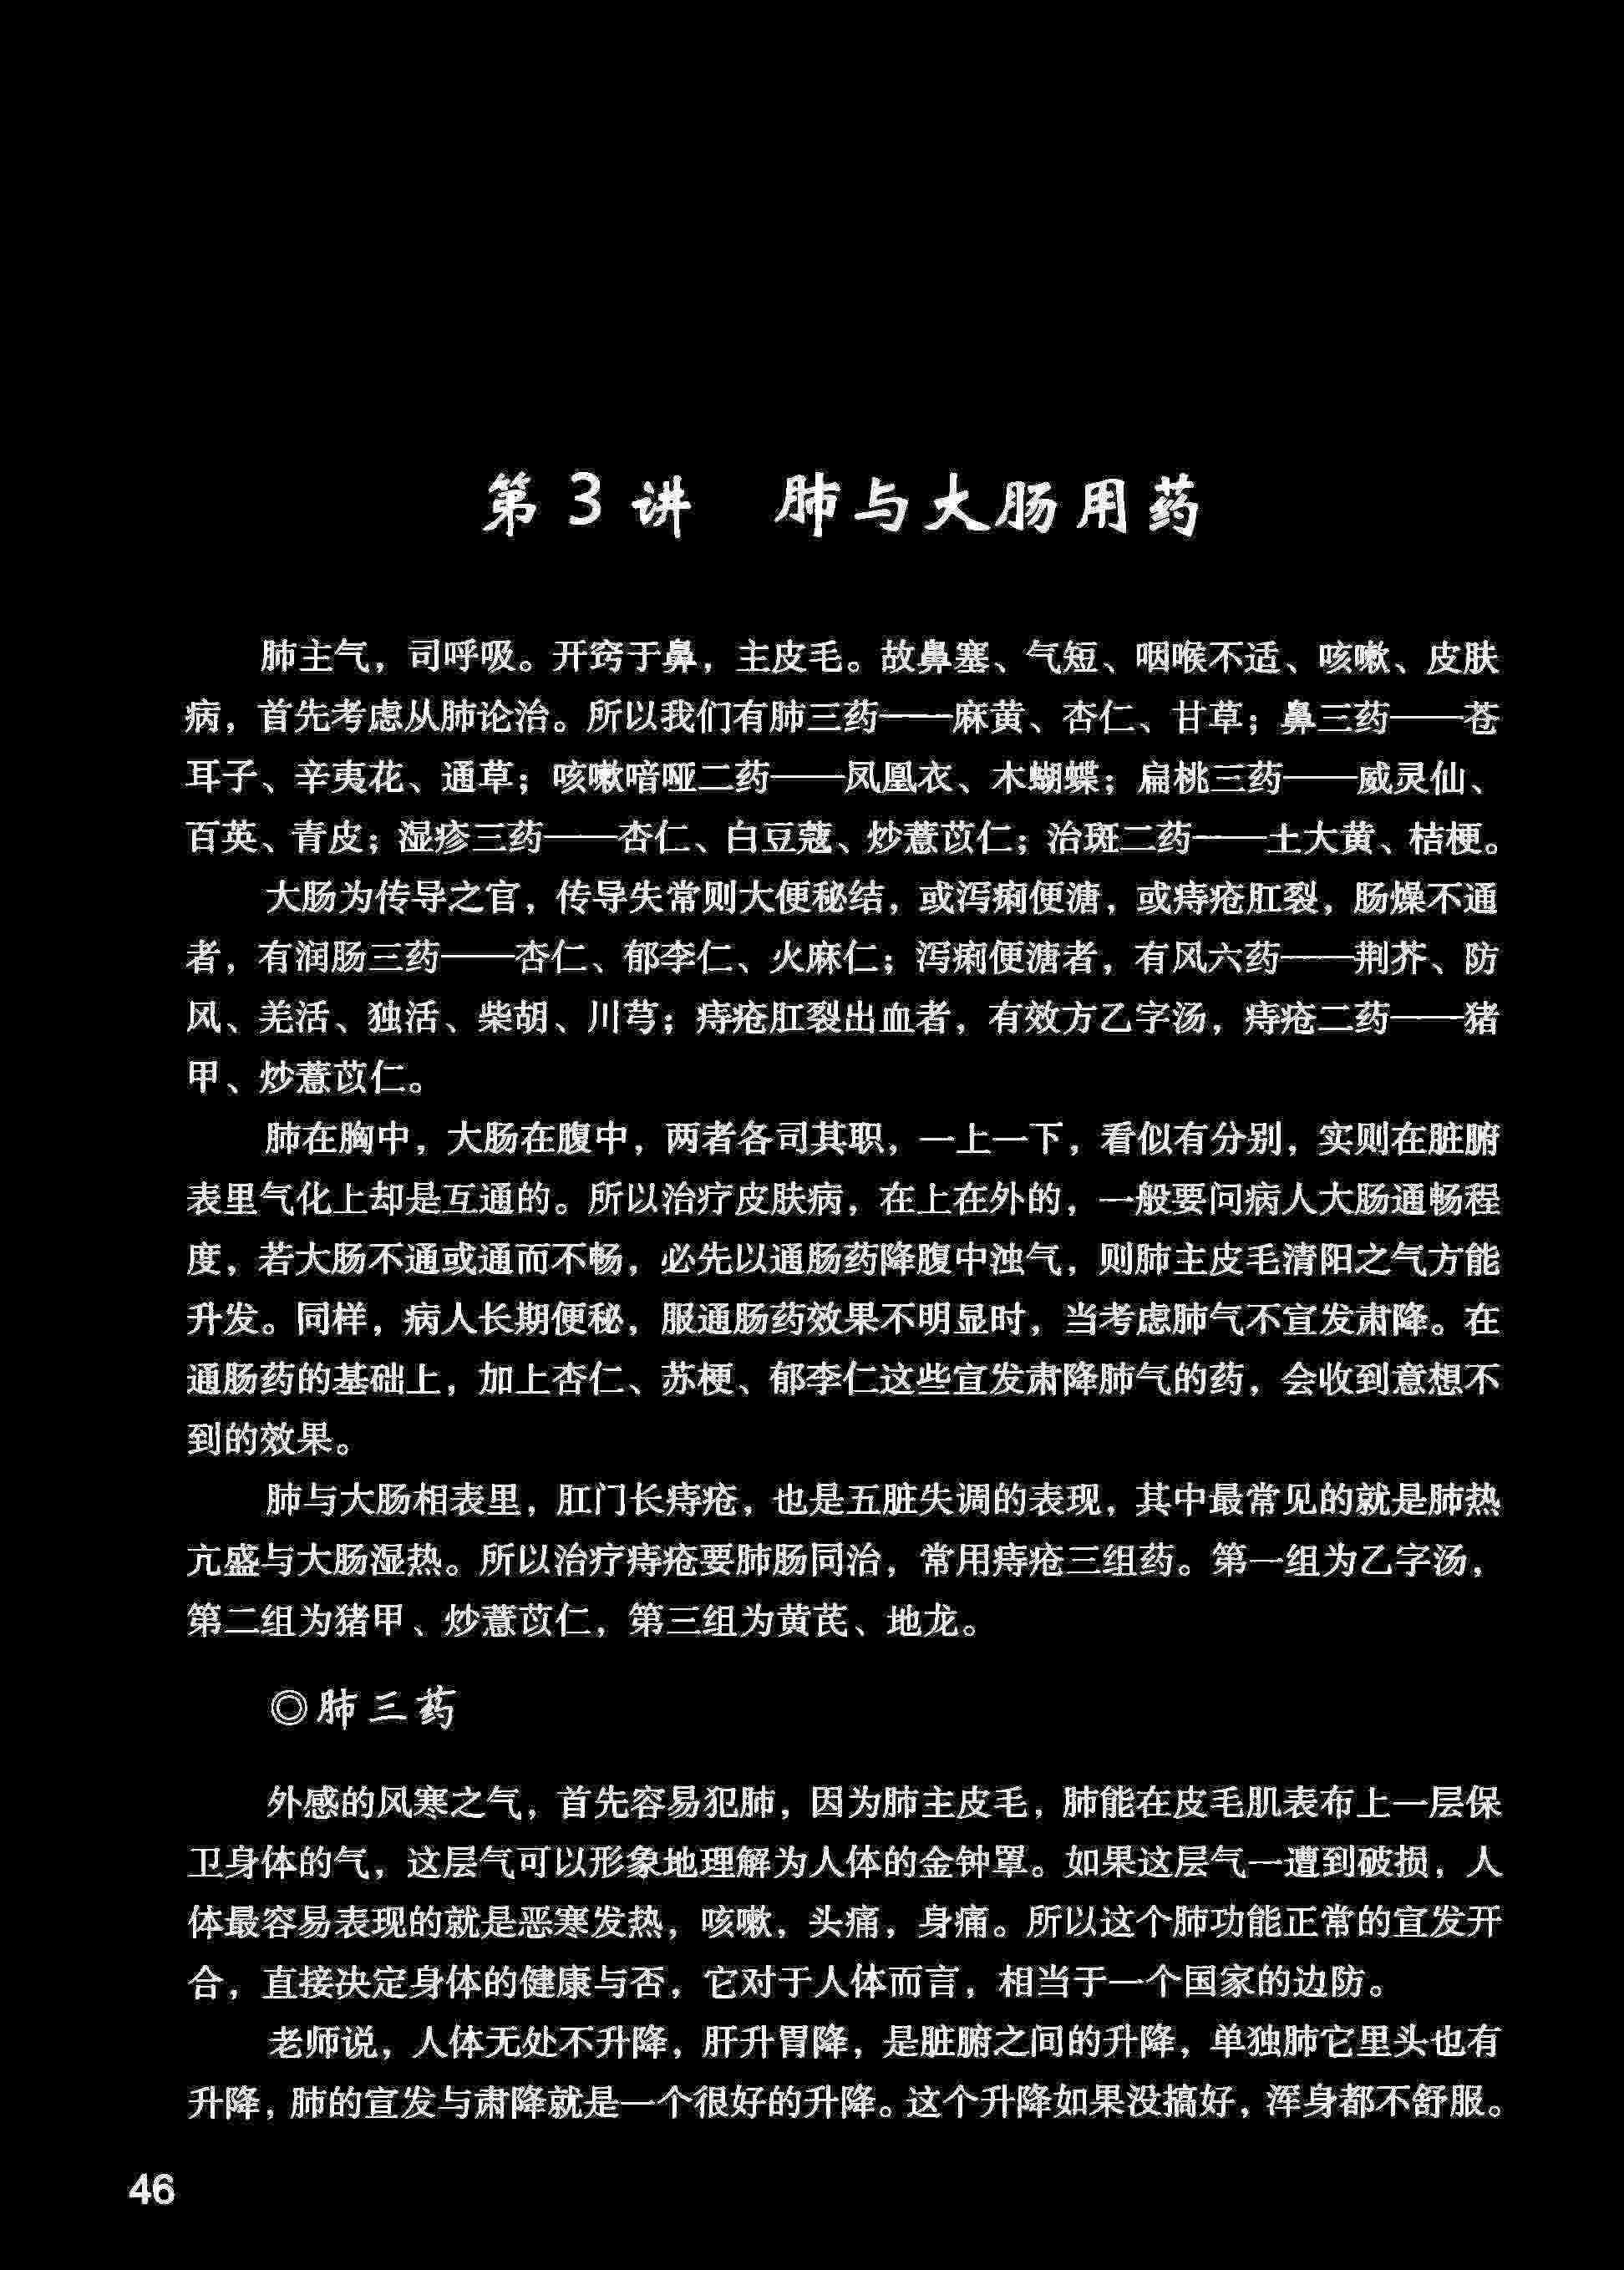 第3讲 肺与大肠用药
肺主气，司呼吸。开窍于鼻，主皮毛。故鼻塞、气短、咽喉不适、咳嗽、皮肤
病，首先考虑从肺论治。所以我们有肺三药——麻黄、杏仁、甘草；鼻三药——苍
耳子、辛夷花、通草；咳嗽喑哑二药——凤凰衣、木蝴蝶；扁桃三药——威灵仙、
百英、青皮；湿疹三药——杏仁、白豆蔻、炒薏苡仁；治斑二药——土大黄、桔梗。
大肠为传导之官，传导失常则大便秘结，或泻痢便溏，或痔疮肛裂，肠燥不通
者，有润肠三药——杏仁、郁李仁、火麻仁；泻痢便溏者，有风六药——荆芥、防
风、羌活、独活、柴胡、川芎；痔疮肛裂出血者，有效方乙字汤，痔疮二药——猪
甲、炒薏苡仁。
肺在胸中，大肠在腹中，两者各司其职，一上一下，看似有分别，实则在脏腑
表里气化上却是互通的。所以治疗皮肤病，在上在外的，一般要问病人大肠通畅程
度，若大肠不通或通而不畅，必先以通肠药降腹中浊气，则肺主皮毛清阳之气方能
升发。同样，病人长期便秘，服通肠药效果不明显时，当考虑肺气不宣发肃降。在
通肠药的基础上，加上杏仁、苏梗、郁李仁这些宣发肃降肺气的药，会收到意想不
到的效果。
肺与大肠相表里，肛门长痔疮，也是五脏失调的表现，其中最常见的就是肺热
亢盛与大肠湿热。所以治疗痔疮要肺肠同治，常用痔疮三组药。第一组为乙字汤，
第二组为猪甲、炒薏苡仁，第三组为黄芪、地龙。
◎肺三药
外感的风寒之气，首先容易犯肺，因为肺主皮毛，肺能在皮毛肌表布上一层保
卫身体的气，这层气可以形象地理解为人体的金钟罩。如果这层气一遭到破损，人
体最容易表现的就是恶寒发热，咳嗽，头痛，身痛。所以这个肺功能正常的宣发开
合，直接决定身体的健康与否，它对于人体而言，相当于一个国家的边防。
老师说，人体无处不升降，肝升胃降，是脏腑之间的升降，单独肺它里头也有
升降，肺的宣发与肃降就是一个很好的升降。这个升降如果没搞好，浑身都不舒服。
46